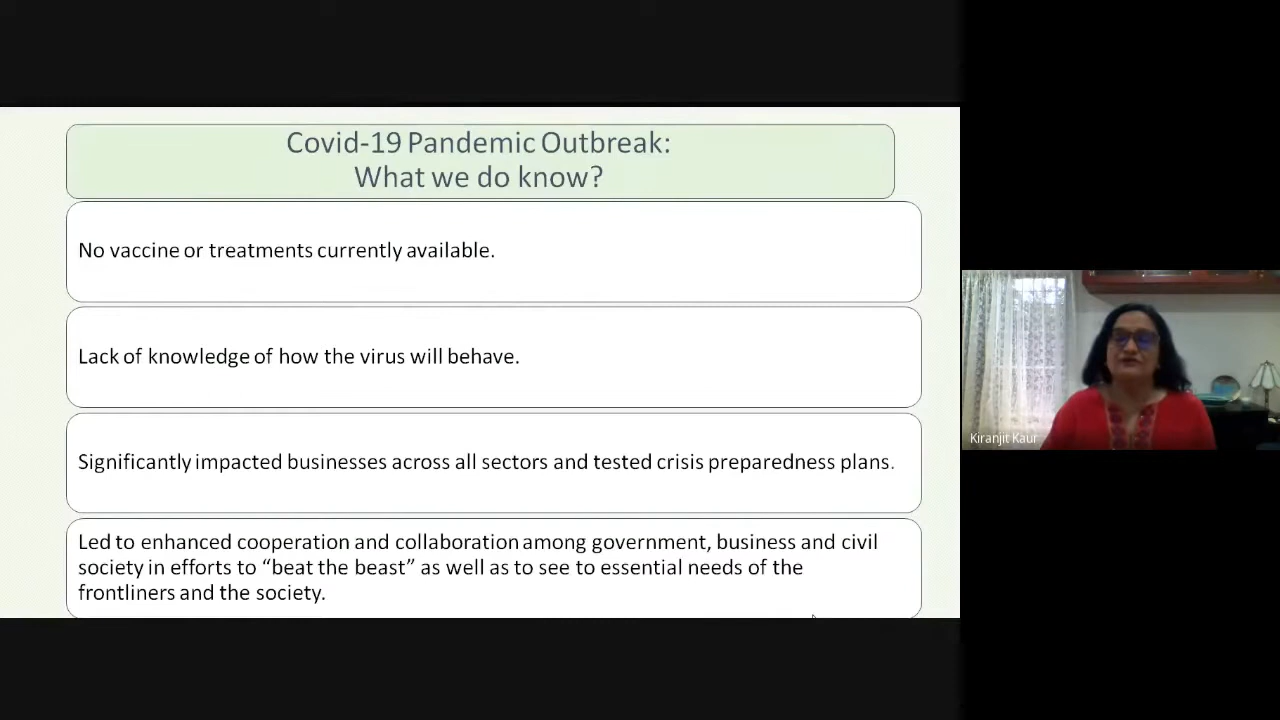 Covid-19 Pandemic Outbreak:
What we do know?
No vaccine or treatments currently available.
Lack of knowledge of how the virus will behave.
Significantly impacted businesses across all sectors and tested crisis preparedness plans.
Led to enhanced cooperation and collaboration among government, business and civil
society in efforts to “beat the beast” as well as to see to essential needs of the
frontliners and the society.
Kiranjit Kaur